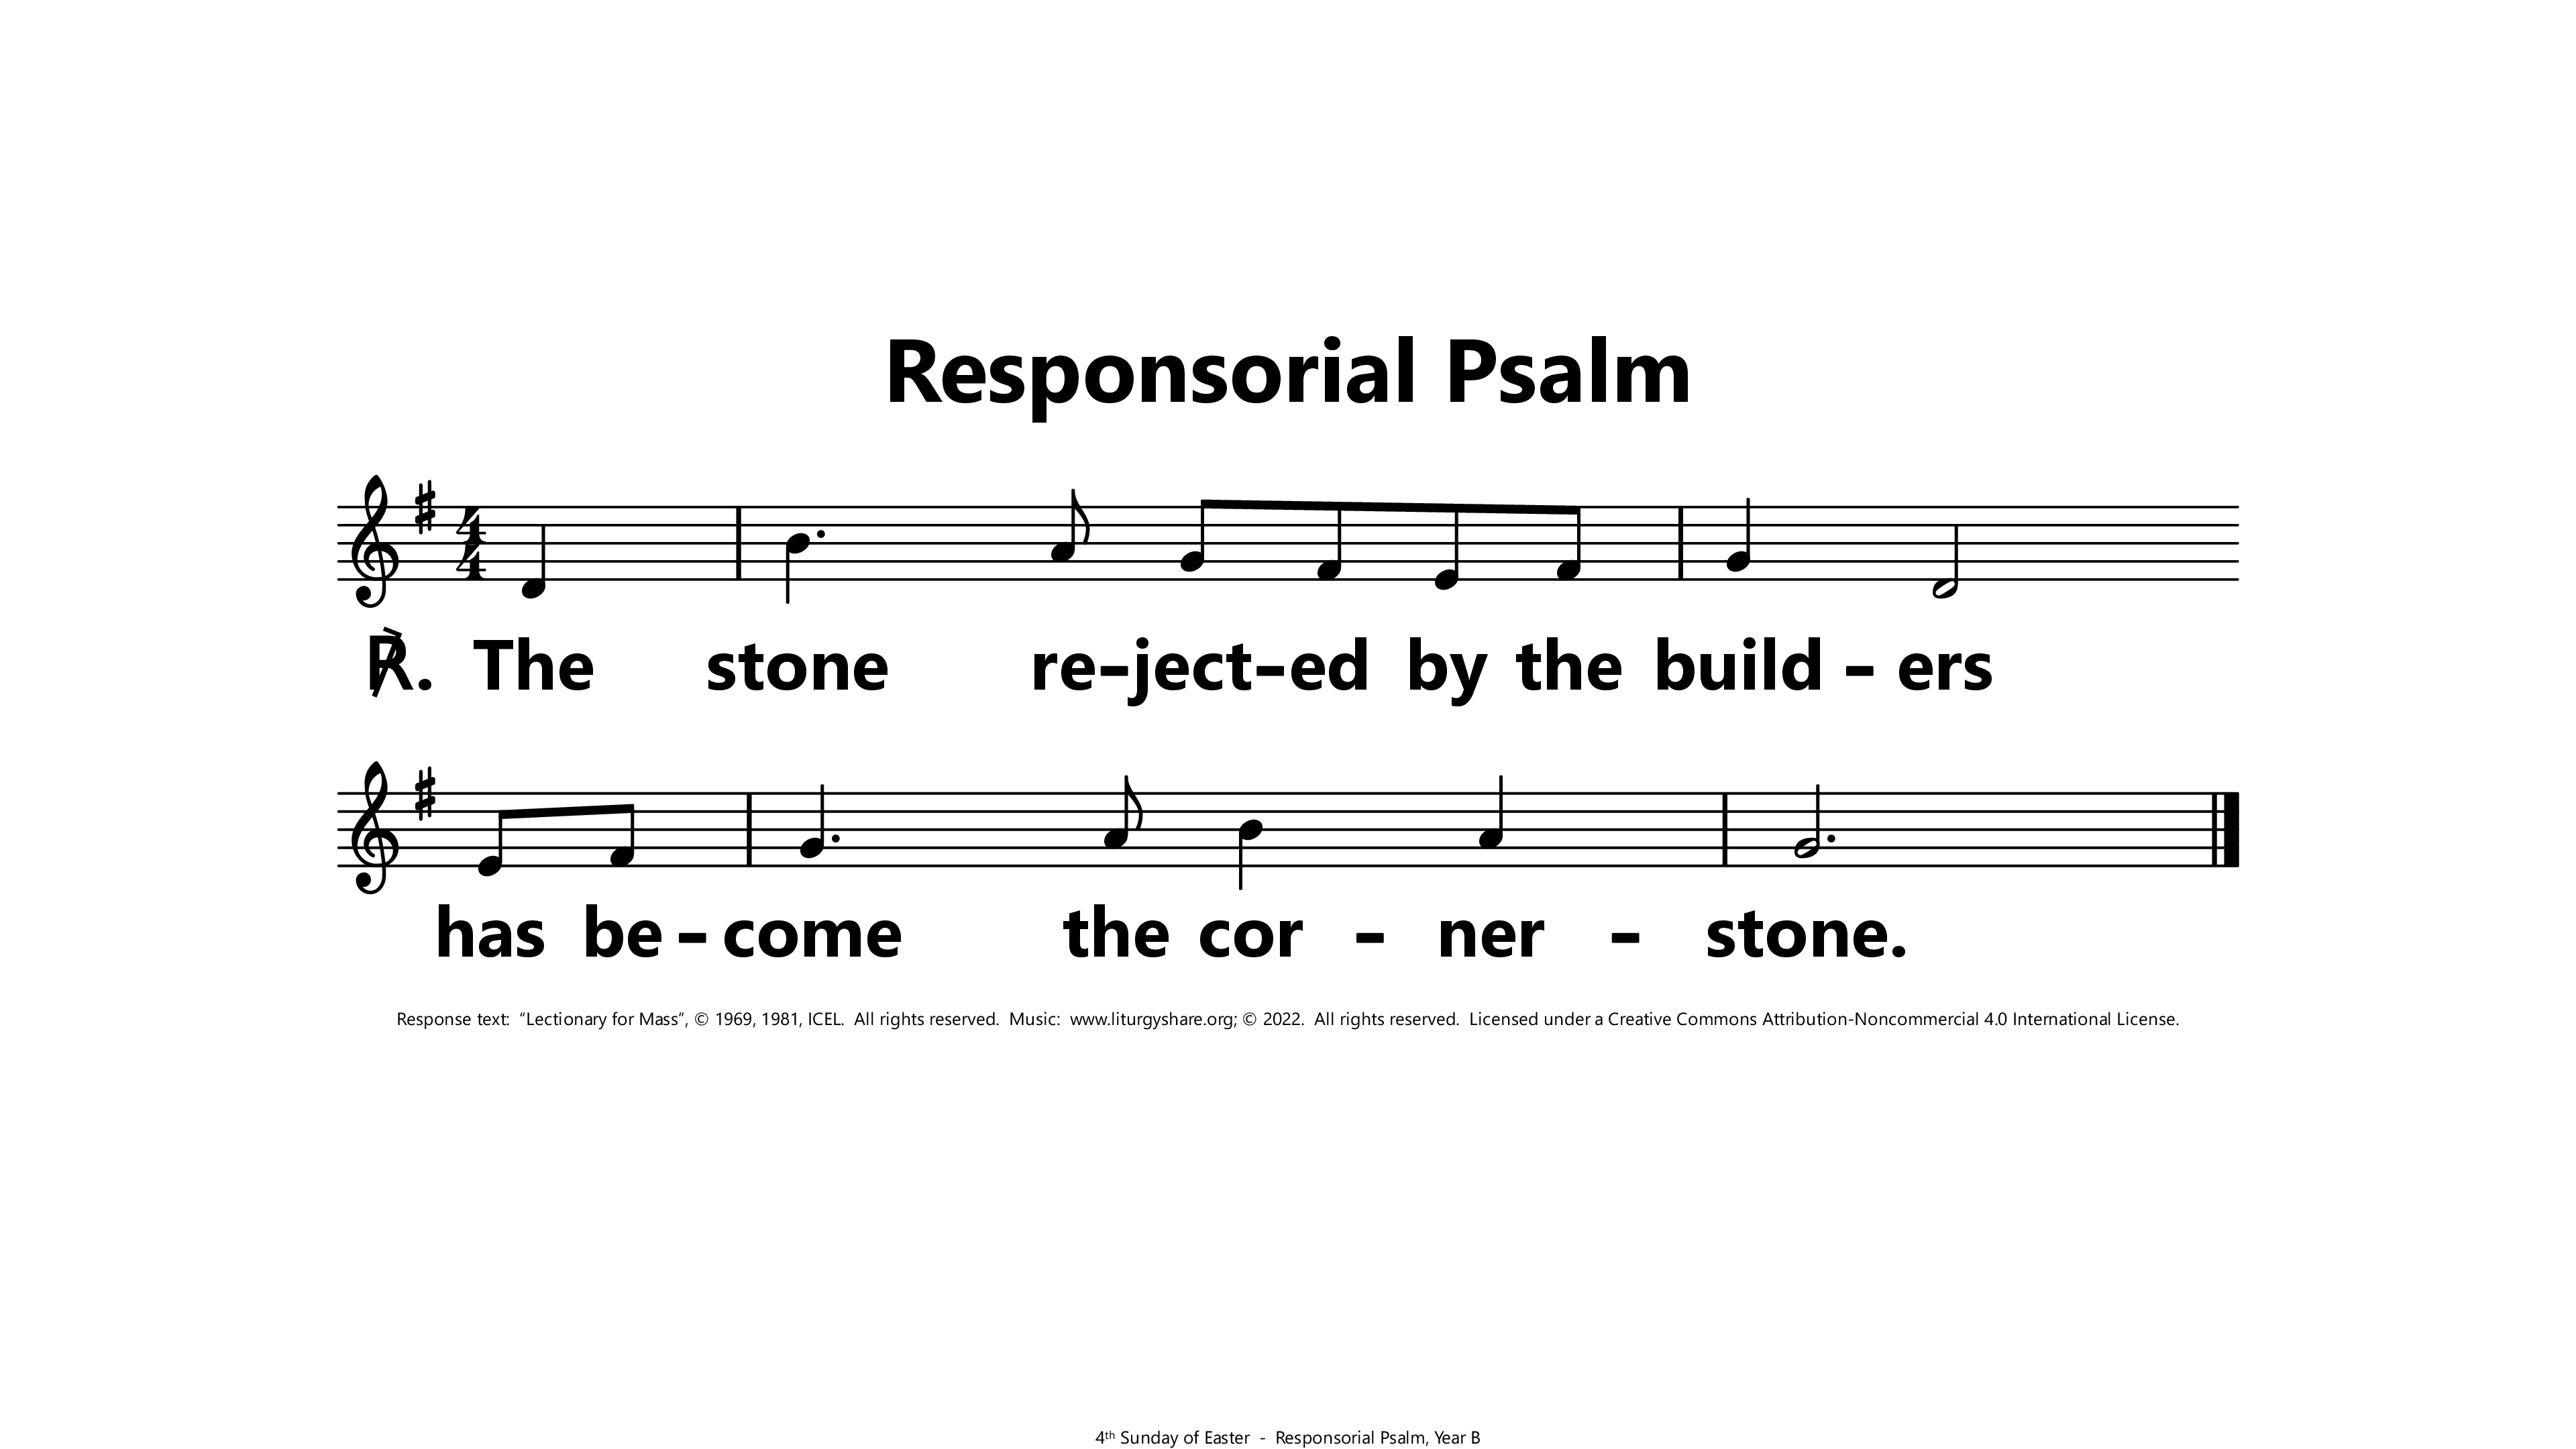 Responsorial Psalm
4
4
℟. The stone re-ject-ed by the build - ers
has be - come the cor - ner - stone.
Response text: “Lectionary for Mass”, © 1969, 1981, ICEL. All rights reserved. Music: www.liturgyshare.org; © 2022. All rights reserved. Licensed under a Creative Commons Attribution-Noncommercial 4.0 International License.
4th Sunday of Easter - Responsorial Psalm, Year B